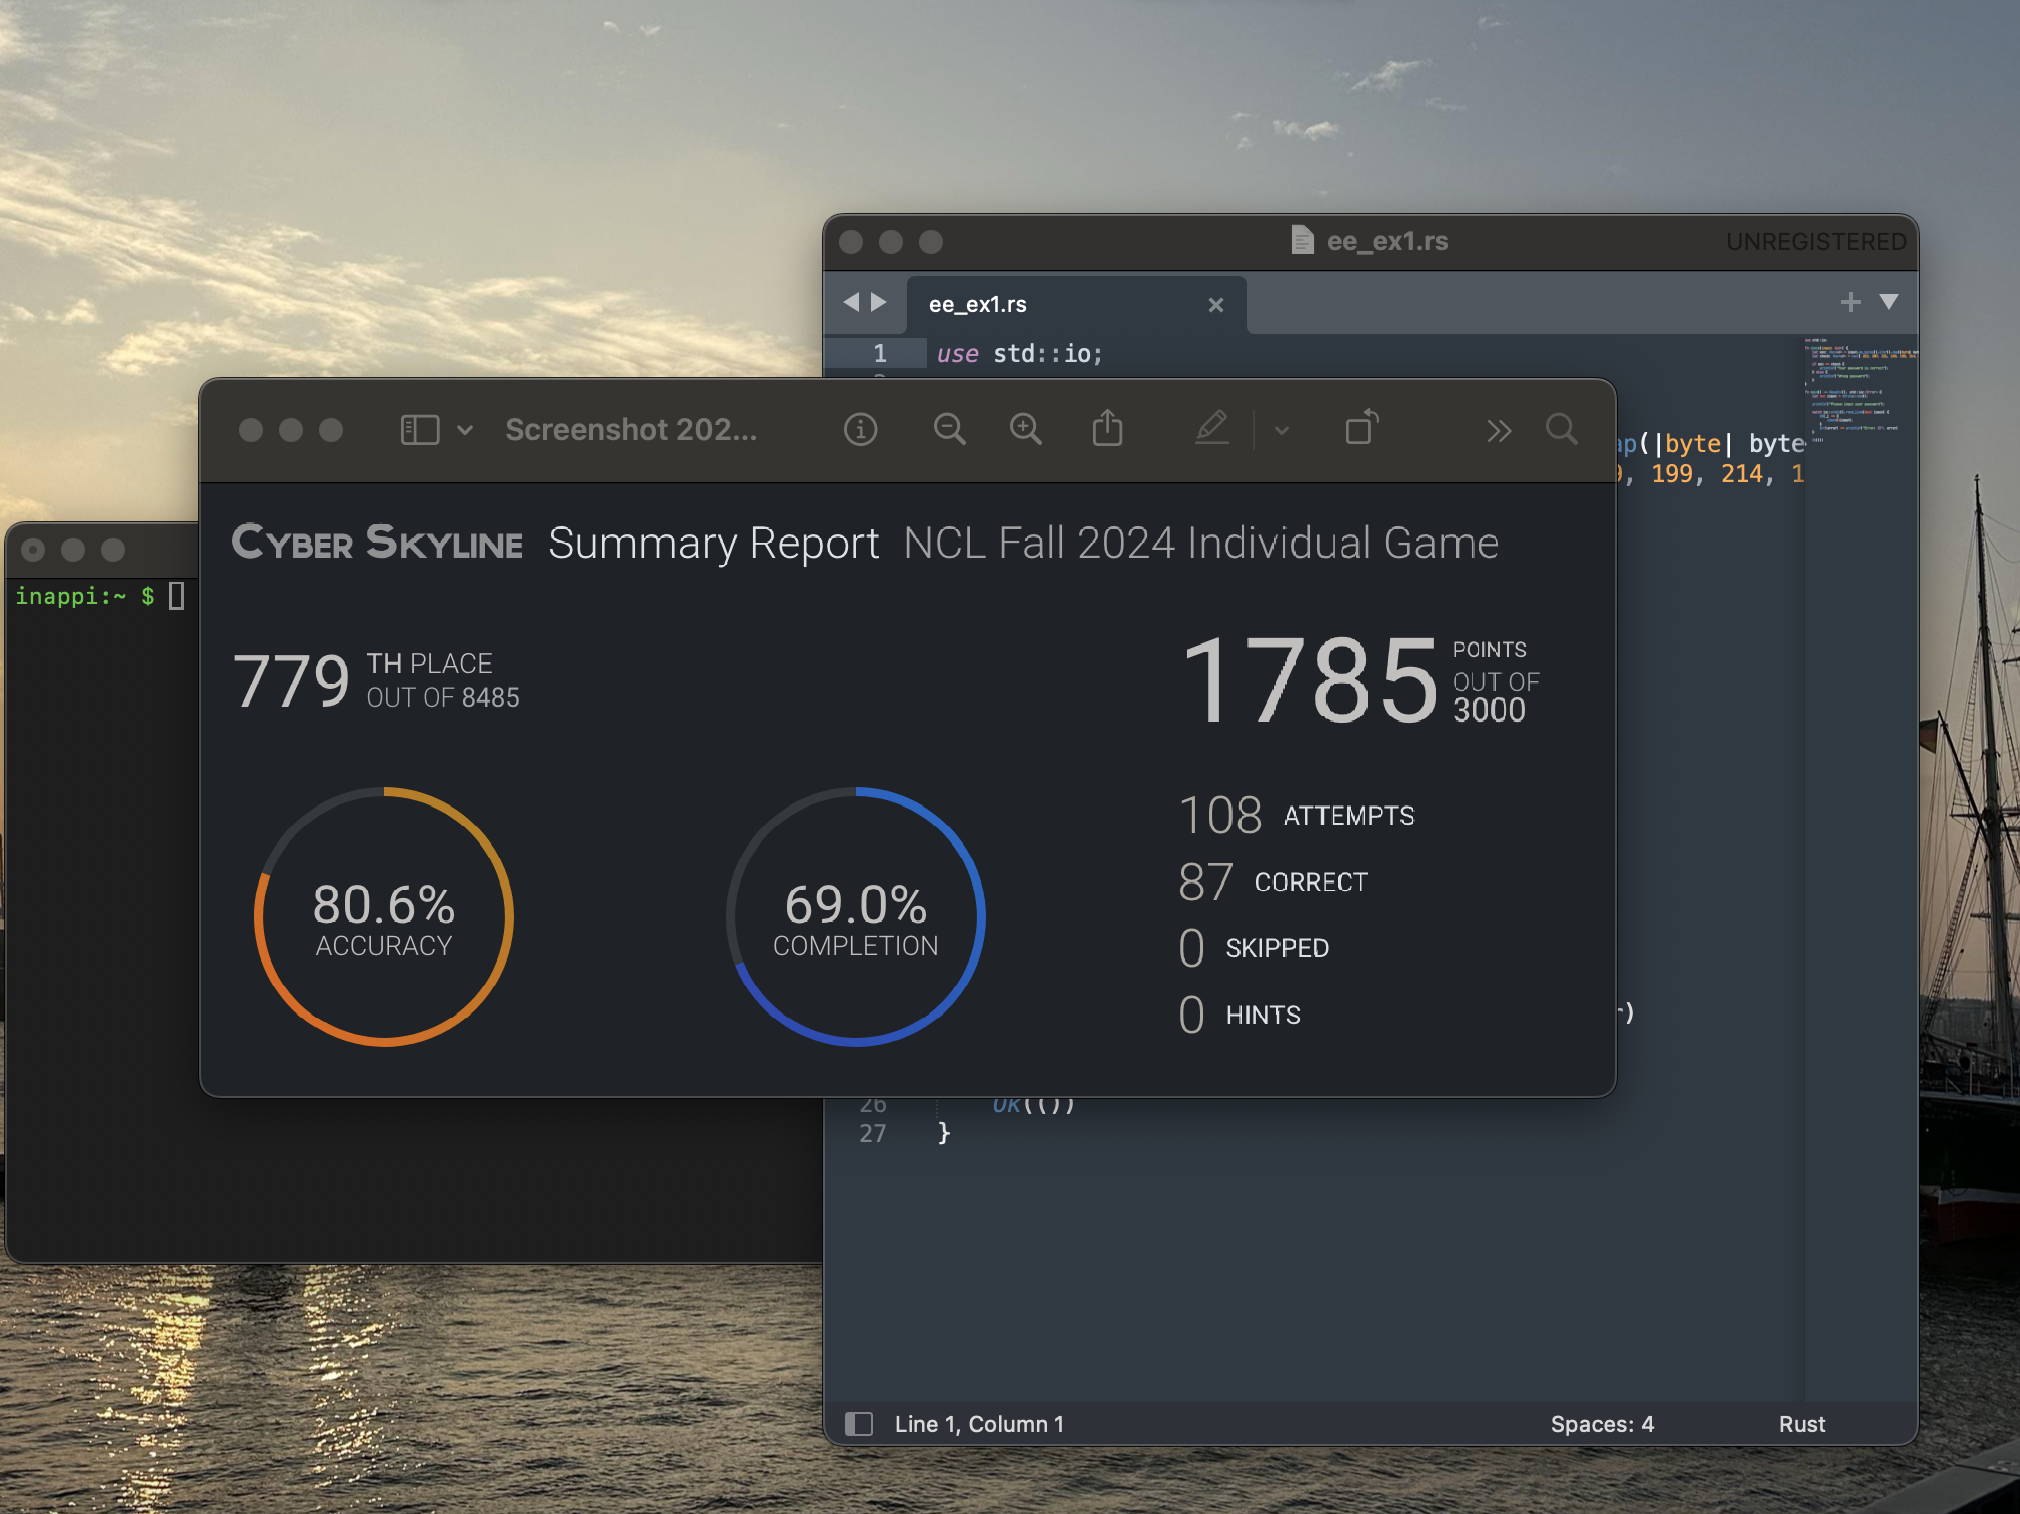 ee_ex1.rs
UNREGISTERED
ee_ex1.rs
1 use std::io;
ap(|byte| byte
, 199, 214, 1
Screenshot 202...
CYBER SKYLINE Summary Report NCL Fall 2024 Individual Game
779 TH PLACE
OUT OF 8485
1785 POINTS
OUT OF
3000
80.6%
ACCURACY
69.0%
COMPLETION
108 ATTEMPTS
87 CORRECT
0 SKIPPED
0 HINTS
inappi:~ $
r)
26 Ok(())
27 }
Line 1, Column 1
Spaces: 4
Rust